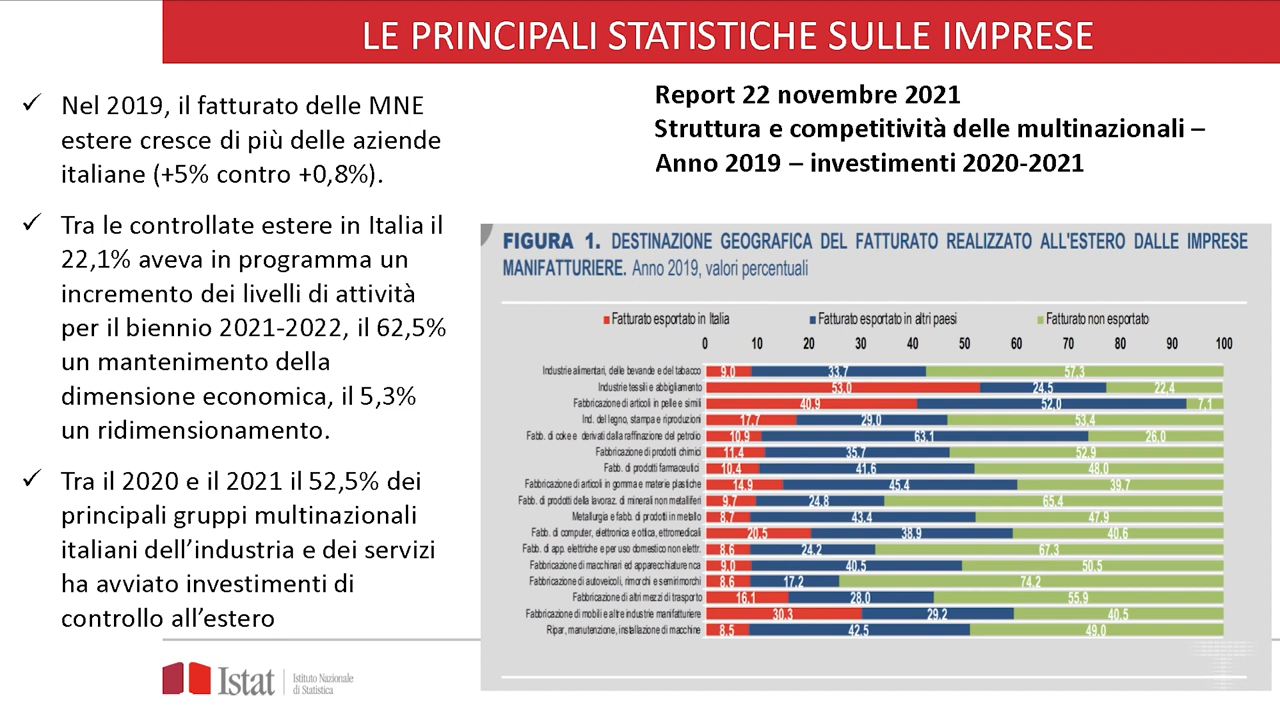 LE PRINCIPALI STATISTICHE SULLE IMPRESE
✓ Nel 2019, il fatturato delle MNE
estere cresce di più delle aziende
italiane (+5% contro +0,8%).
✓ Tra le controllate estere in Italia il
22,1% aveva in programma un
incremento dei livelli di attività
per il biennio 2021-2022, il 62,5%
un mantenimento della
dimensione economica, il 5,3%
un ridimensionamento.
✓ Tra il 2020 e il 2021 il 52,5% dei
principali gruppi multinazionali
italiani dell’industria e dei servizi
ha avviato investimenti di
controllo all’estero
Report 22 novembre 2021
Struttura e competitività delle multinazionali –
Anno 2019 – investimenti 2020-2021
FIGURA 1. DESTINAZIONE GEOGRAFICA DEL FATTURATO REALIZZATO ALL'ESTERO DALLE IMPRESE
MANIFATTURIERE. Anno 2019, valori percentuali
Fatturato esportato in Italia Fatturato esportato in altri paesi Fatturato non esportato
0 10 20 30 40 50 60 70 80 90 100
Industrie alimentari, delle bevande e del tabacco 9.0 33.7 57.3
Industrie tessili e abbigliamento 53.0 24.5 22.4
Fabbricazione di articoli in pelle e simili 40.9 52.0 7.1
Ind. del legno, stampa e riproduzioni 17.7 29.0 53.4
Fabb. di coke e derivati dalla raffinazione del petrolio 10.9 63.1 26.0
Fabbricazione di prodotti chimici 11.4 35.7 52.9
Fabb. di prodotti farmaceutici 10.4 41.6 48.0
Fabbricazione di articoli in gomma e materie plastiche 14.9 45.4 39.7
Fabb. di prodotti della lavoraz. di minerali non metalliferi 9.7 24.8 65.4
Metallurgia e fabb. di prodotti in metallo 8.7 43.4 47.9
Fabb. di computer, elettronica e ottica, ettromedicali 20.5 38.9 40.6
Fabb. di app. elettriche e per uso domestico non elettr. 8.6 24.2 67.3
Fabbricazione di macchinari ed apparecchiature nca 9.0 40.5 50.5
Fabbricazione di autoveicoli, rimorchi e semirimorchi 8.6 17.2 74.2
Fabbricazione di altri mezzi di trasporto 16.1 28.0 55.9
Fabbricazione di mobili e altre industrie manifatturiere 30.3 29.2 40.5
Ripar, manutenzione, installazione di macchine 8.5 42.5 49.0
Istat Istituto Nazionale
di Statistica